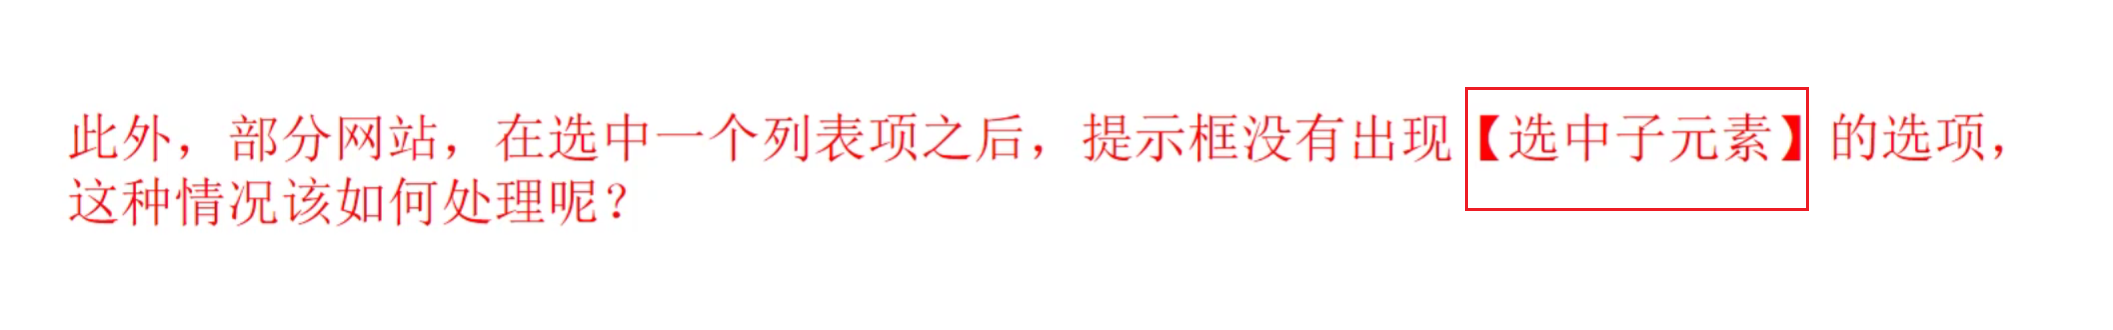 此外，部分网站，在选中一个列表项之后，提示框没有出现【选中子元素】的选项，
这种情况该如何处理呢？